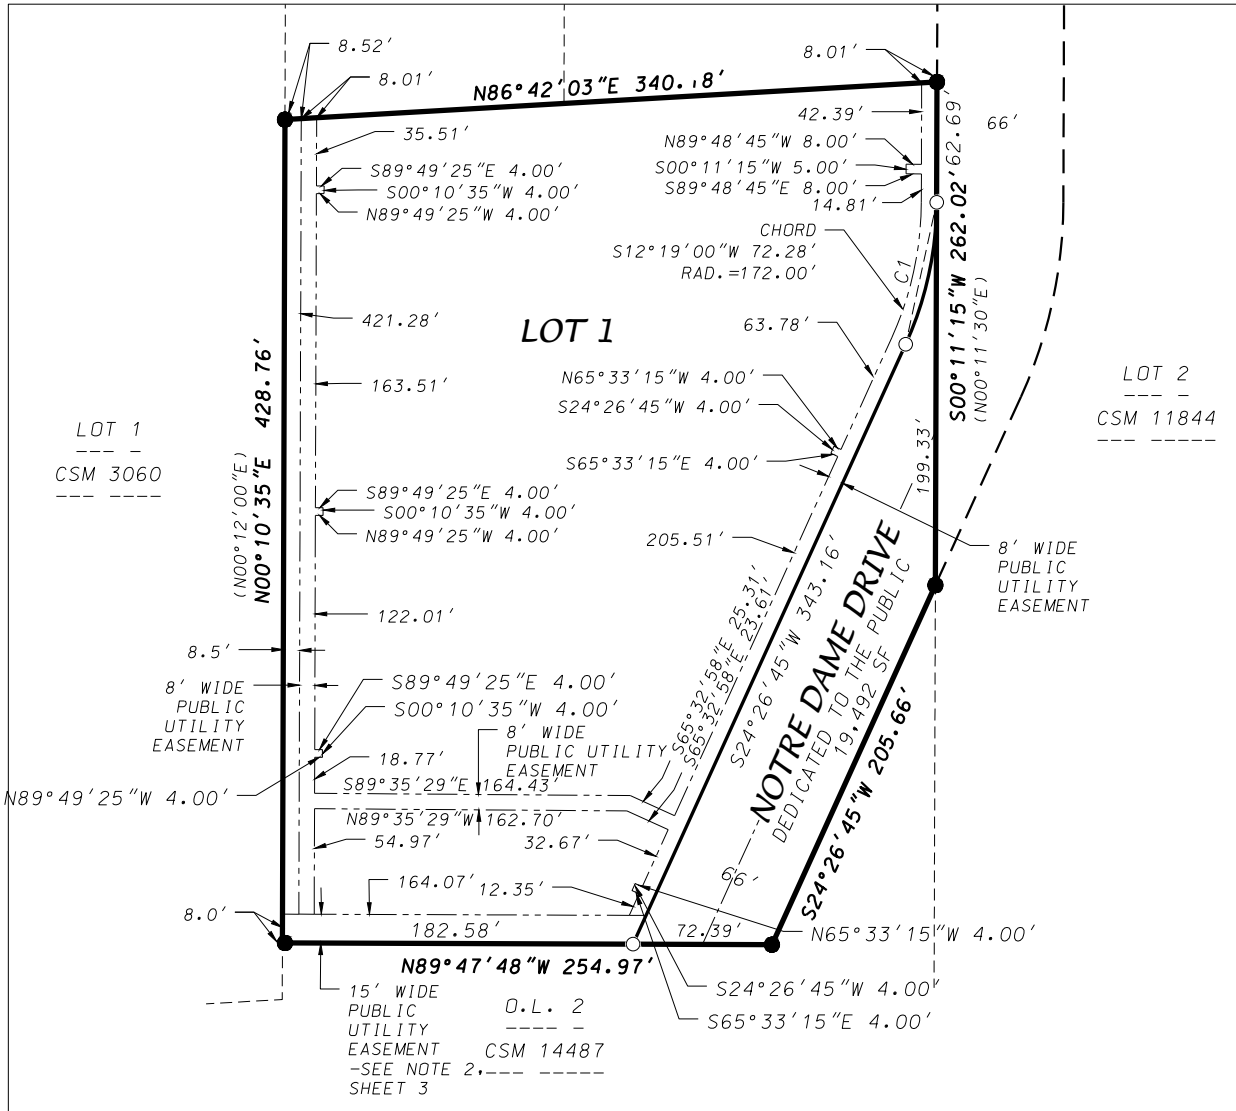 8.52′
8.01′
N86°42′03″E 340.18′
8.01′
42.39′
62.69′
66′
35.51′
N89°48′45″W 8.00′
S00°11′15″W 5.00′
S89°48′45″E 8.00′
14.81′
S89°49′25″E 4.00′
S00°10′35″W 4.00′
N89°49′25″W 4.00′
CHORD
S12°19′00″W 72.28′
RAD.=172.00′
C1
S00°11′15″W 262.02′
(N00°11′30″E)
421.28′
LOT 1
63.78′
163.51′
N65°33′15″W 4.00′
S24°26′45″W 4.00′
S65°33′15″E 4.00′
LOT 2
CSM 11844
LOT 1
CSM 3060
(N00°12′00″E)
N00°10′35″E 428.76′
199.33′
S89°49′25″E 4.00′
S00°10′35″W 4.00′
N89°49′25″W 4.00′
205.51′
8′ WIDE
PUBLIC
UTILITY
EASEMENT
122.01′
S65°32′58″E 25.31′
S65°32′58″E 23.61′
S24°26′45″W 343.16′
NOTRE DAME DRIVE
DEDICATED TO THE PUBLIC
19,492 SF
8.5′
8′ WIDE
PUBLIC
UTILITY
EASEMENT
S89°49′25″E 4.00′
S00°10′35″W 4.00′
N89°49′25″W 4.00′
8′ WIDE
PUBLIC UTILITY
EASEMENT
18.77′
S89°35′29″E 164.43′
N89°35′29″W 162.70′
54.97′
32.67′
S24°26′45″W 205.66′
66′
164.07′
12.35′
8.0′
182.58′
72.39′
N65°33′15″W 4.00′
N89°47′48″W 254.97′
S24°26′45″W 4.00′
S65°33′15″E 4.00′
15′ WIDE
PUBLIC
UTILITY
EASEMENT
-SEE NOTE 2,
SHEET 3
O.L. 2
CSM 14487